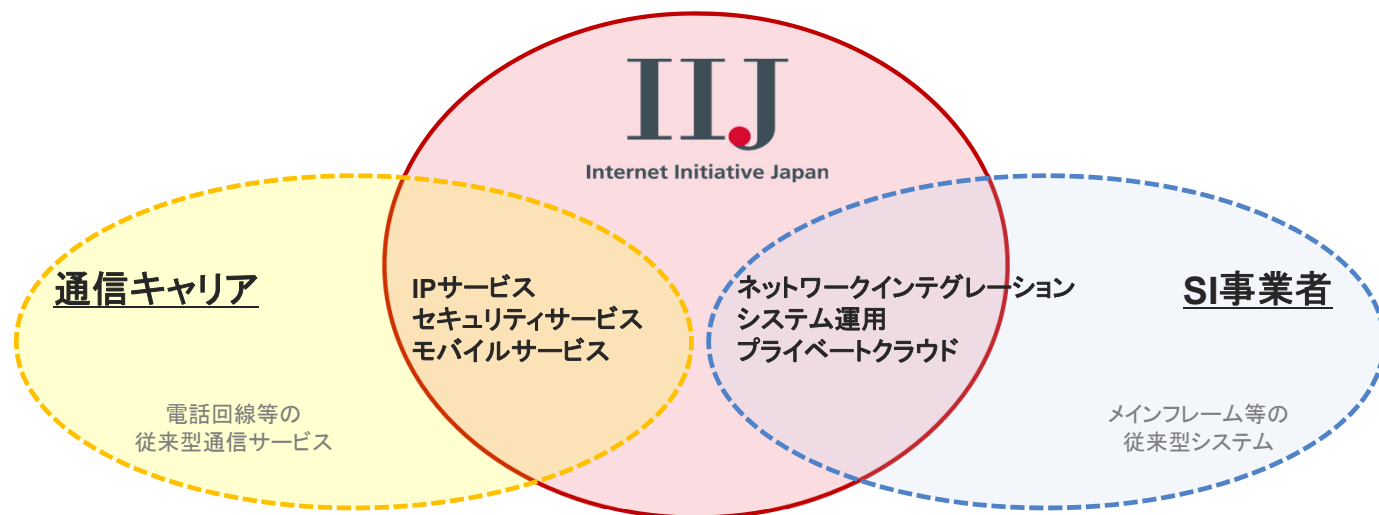 IIJ
Internet Initiative Japan
通信キャリア
IPサービス
セキュリティサービス
モバイルサービス
電話回線等の
従来型通信サービス
ネットワークインテグレーション
システム運用
プライベートクラウド
SI事業者
メインフレーム等の
従来型システム